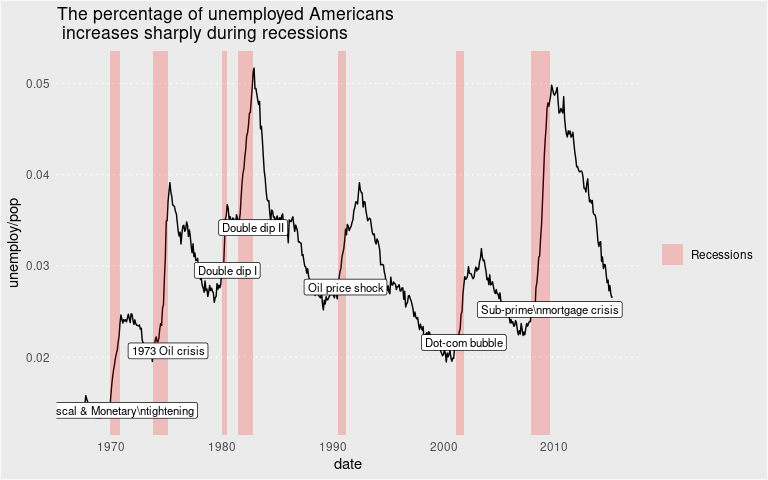 The percentage of unemployed Americans
increases sharply during recessions
0.05
0.04
0.03
0.02
unemploy/pop
Double dip II
Double dip I
Oil price shock
Sub-prime\nmortgage crisis
Dot-com bubble
1973 Oil crisis
scal & Monetary\ntightening
Recessions
1970
1980
1990
2000
2010
date